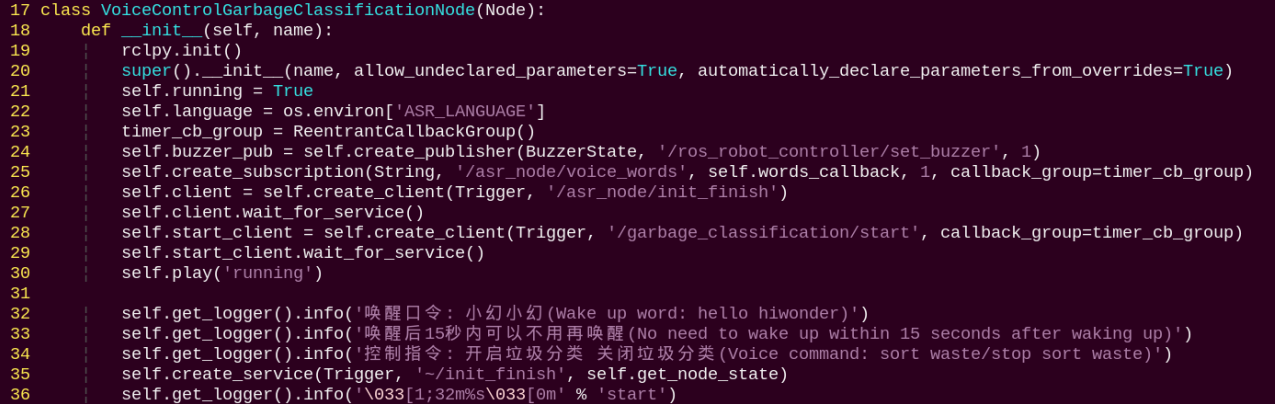 17 class VoiceControlGarbageClassificationNode(Node):
18     def __init__(self, name):
19         rclpy.init()
20         super().__init__(name, allow_undeclared_parameters=True, automatically_declare_parameters_from_overrides=True)
21         self.running = True
22         self.language = os.environ['ASR_LANGUAGE']
23         timer_cb_group = ReentrantCallbackGroup()
24         self.buzzer_pub = self.create_publisher(BuzzerState, '/ros_robot_controller/set_buzzer', 1)
25         self.create_subscription(String, '/asr_node/voice_words', self.words_callback, 1, callback_group=timer_cb_group)
26         self.client = self.create_client(Trigger, '/asr_node/init_finish')
27         self.client.wait_for_service()
28         self.start_client = self.create_client(Trigger, '/garbage_classification/start', callback_group=timer_cb_group)
29         self.start_client.wait_for_service()
30         self.play('running')
31
32         self.get_logger().info('唤醒口令: 小幻小幻(Wake up word: hello hiwonder)')
33         self.get_logger().info('唤醒后15秒内可以不用再唤醒(No need to wake up within 15 seconds after waking up)')
34         self.get_logger().info('控制指令: 开启垃圾分类 关闭垃圾分类(Voice command: sort waste/stop sort waste)')
35         self.create_service(Trigger, '~/init_finish', self.get_node_state)
36         self.get_logger().info('\033[1;32m%s\033[0m' % 'start')